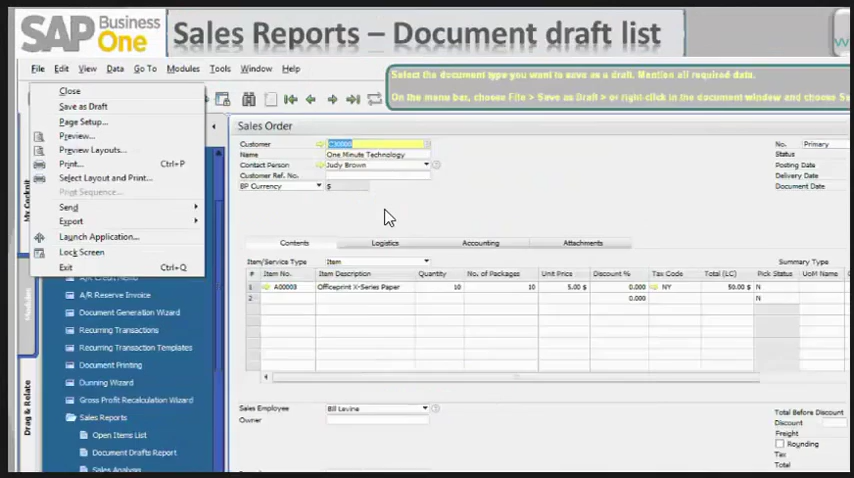 SAP Business One
Sales Reports – Document draft list
File Edit View Data Go To Modules Tools Window Help
Select the document type you want to save as a draft. Mention all required data.
On the menu bar, choose File > Save as Draft > or right-click in the document window and choose
Close
Save as Draft
Page Setup...
Preview...
Preview Layouts...
Print... Ctrl+P
Select Layout and Print...
Print Sequence...
Send
Export
Launch Application...
Lock Screen
Exit Ctrl+Q
My Cockpit
Modules
Drag & Relate
A/R Credit Memo
A/R Reserve Invoice
Document Generation Wizard
Recurring Transactions
Recurring Transaction Templates
Document Printing
Dunning Wizard
Gross Profit Recalculation Wizard
Sales Reports
Open Items List
Document Drafts Report
Sales Analysis
Sales Order
Customer
Name One Minute Technology
Contact Person Judy Brown
Customer Ref. No.
BP Currency $
No. Primary
Status
Posting Date
Delivery Date
Document Date
Contents Logistics Accounting Attachments
Item/Service Type Item Summary Type
# Item No. Item Description Quantity No. of Packages Unit Price Discount % Tax Code Total (LC) Pick Status UoM Name
1 A00003 Officeprint X-Series Paper 10 10 5.00 $ 0.000 NY 50.00 $ N
2 0.000 N
Sales Employee Bill Levine
Owner
Total Before Discount
Discount
Freight
Rounding
Tax
Total